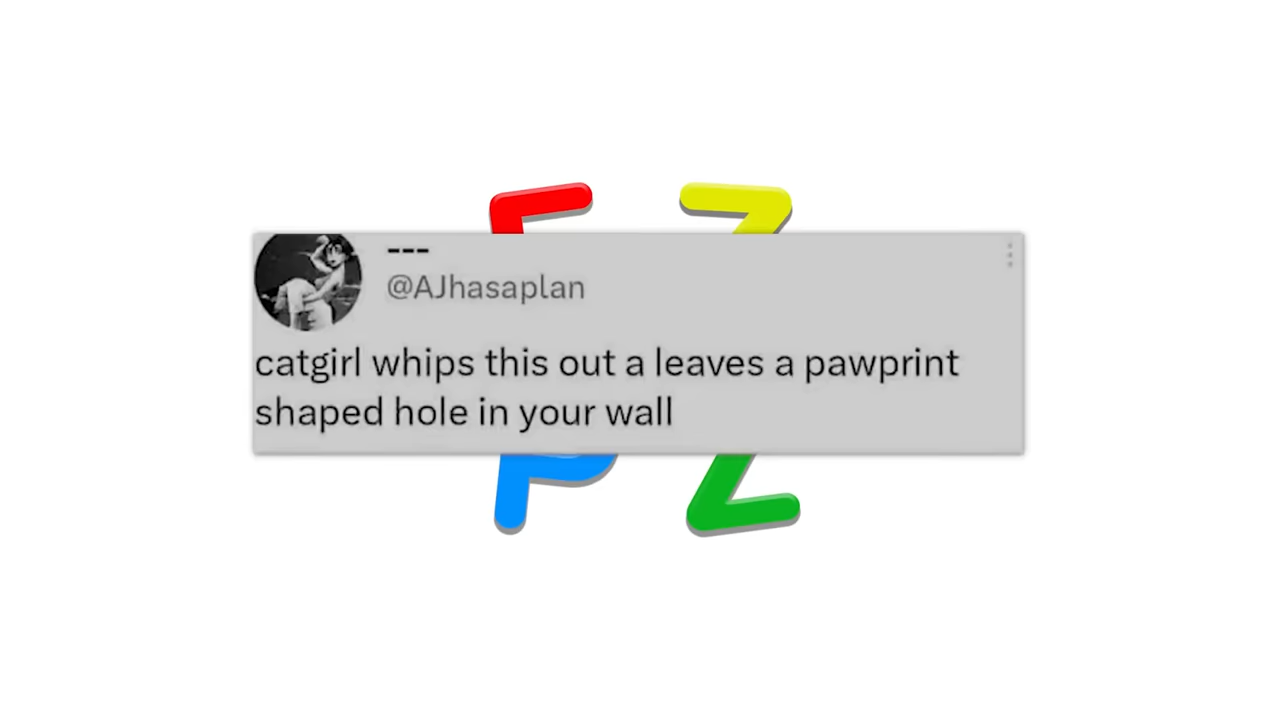 ---
@AJhasaplan
catgirl whips this out a leaves a pawprint
shaped hole in your wall